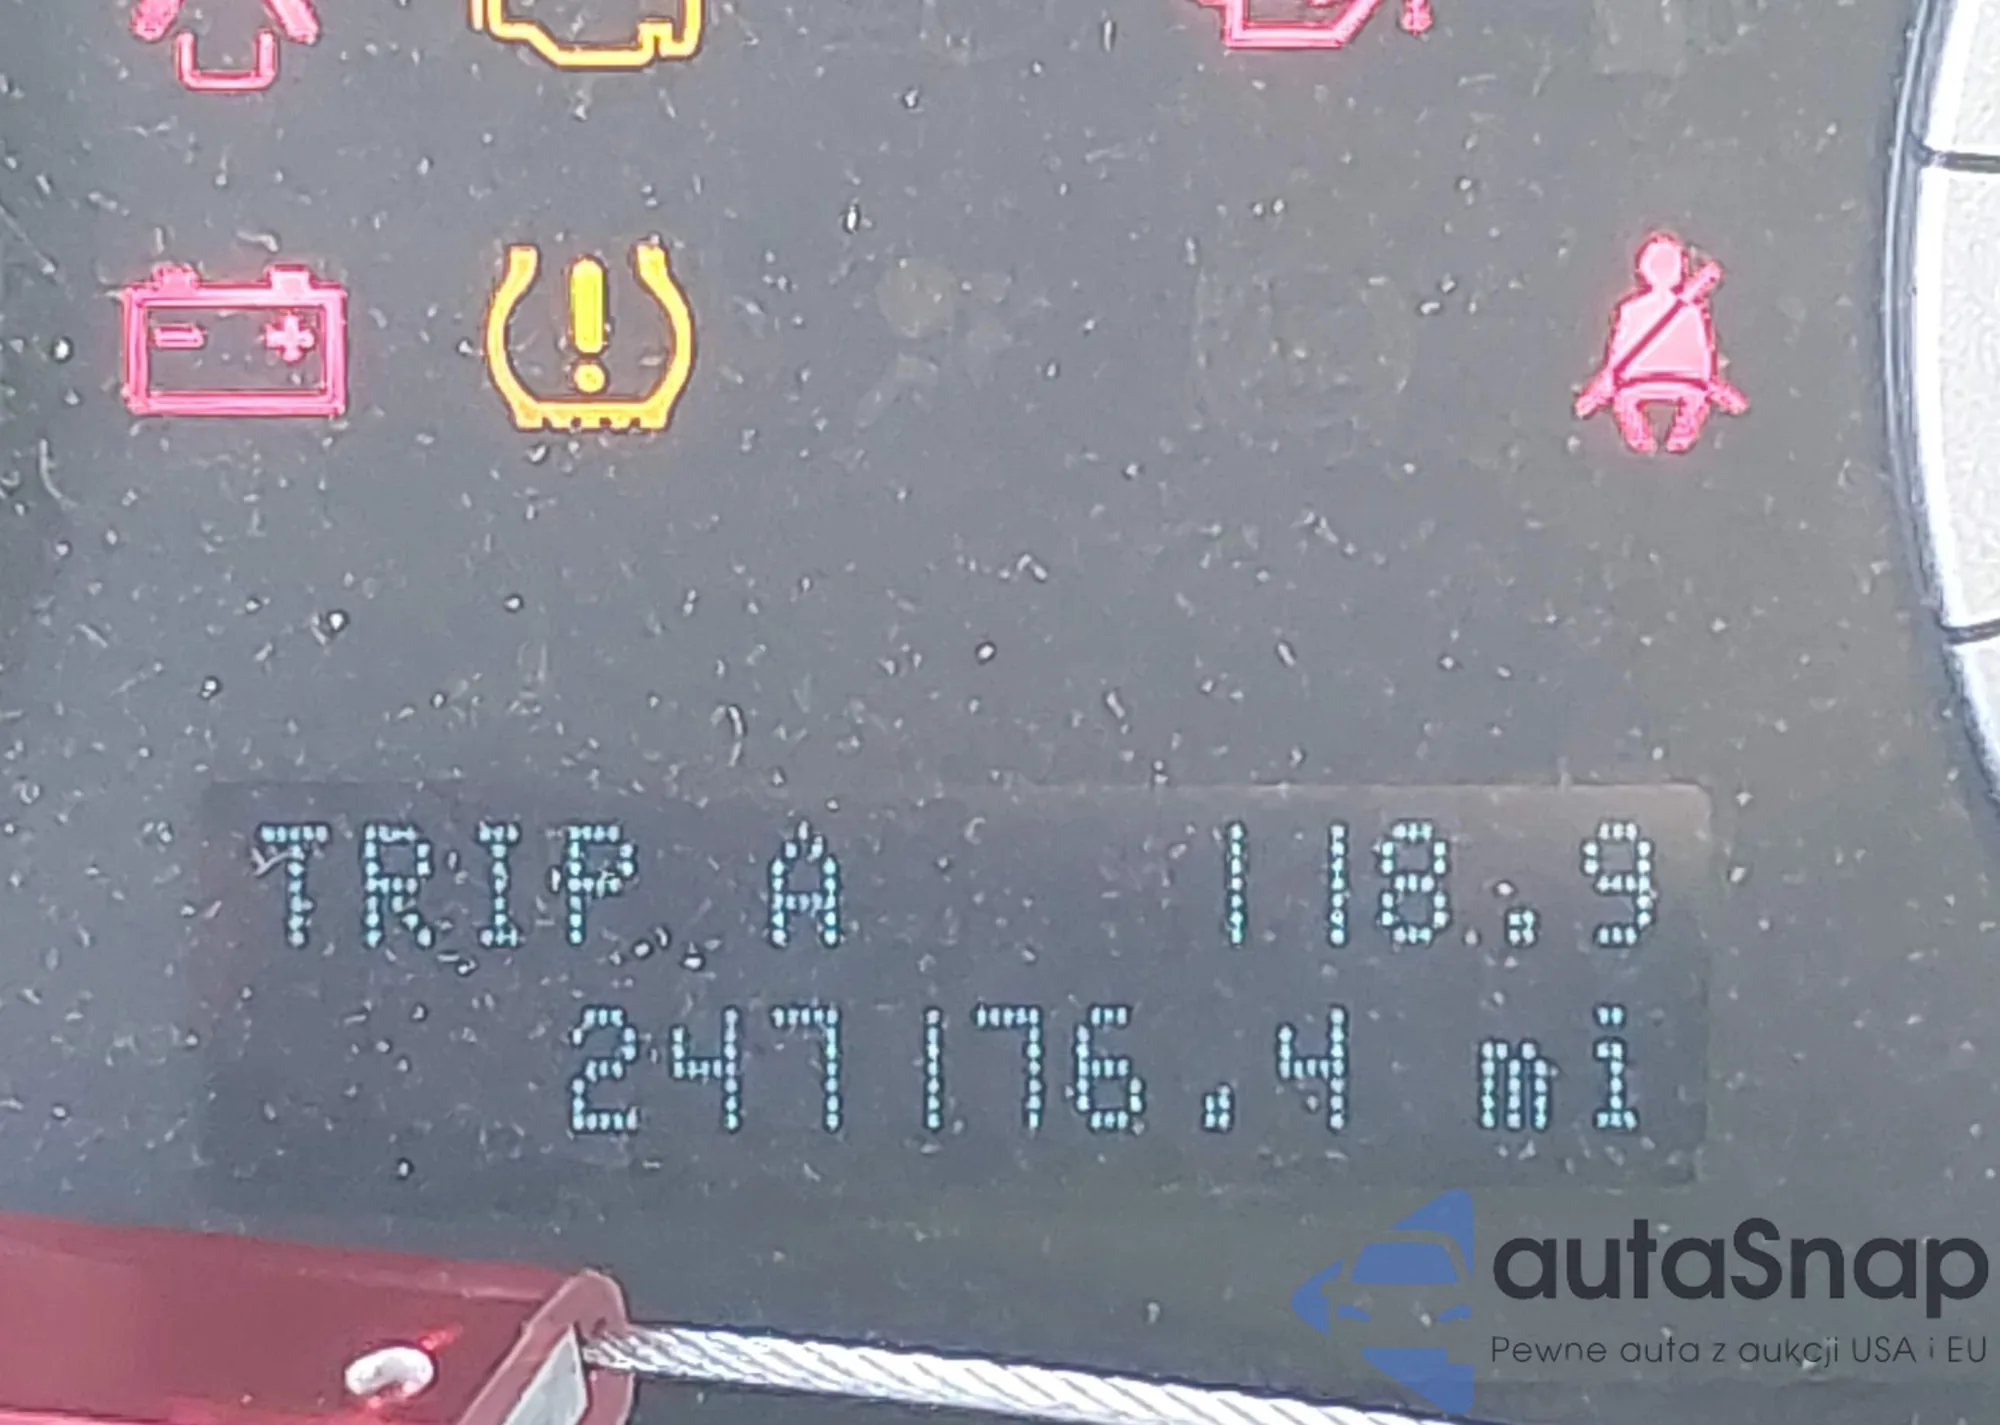 TRIP A 118.9
247176.4 mi
autaSnap
Pewne auta z aukcji USA i EU